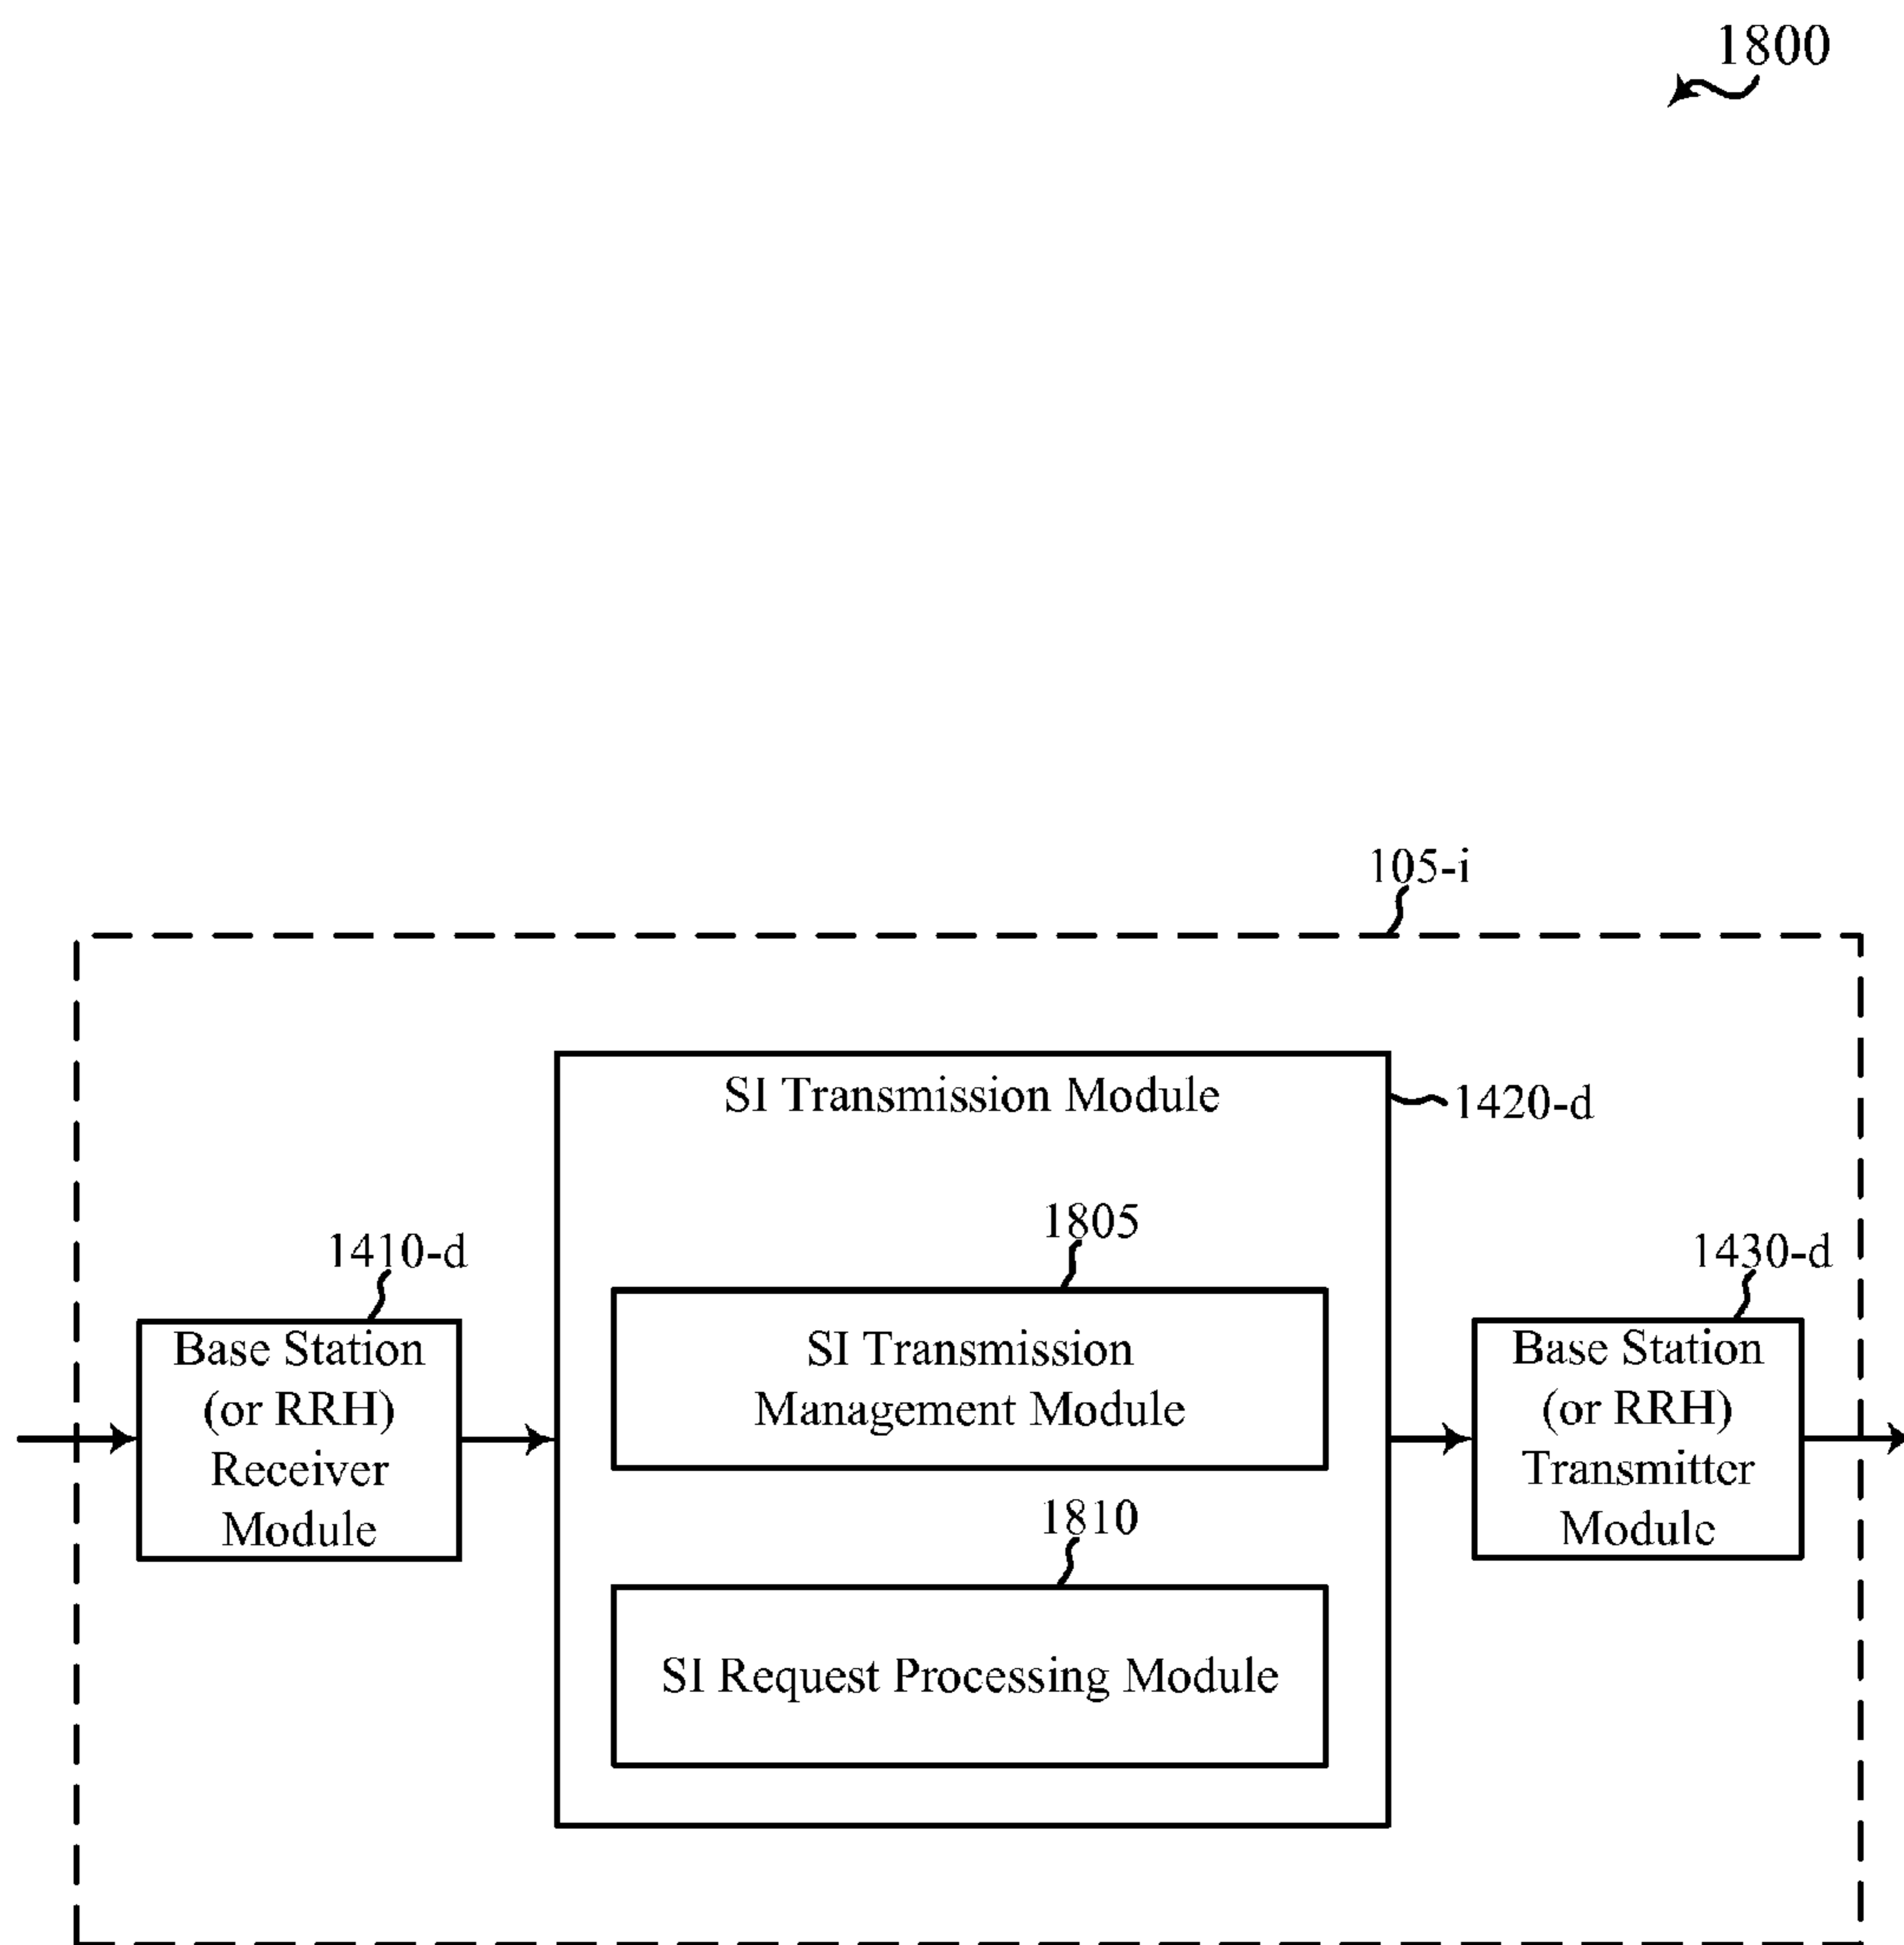 1800
105-i
SI Transmission Module
1420-d
1805
1410-d
1430-d
SI Transmission
Management Module
Base Station
(or RRH)
Receiver
Module
Base Station
(or RRH)
Transmitter
Module
1810
SI Request Processing Module